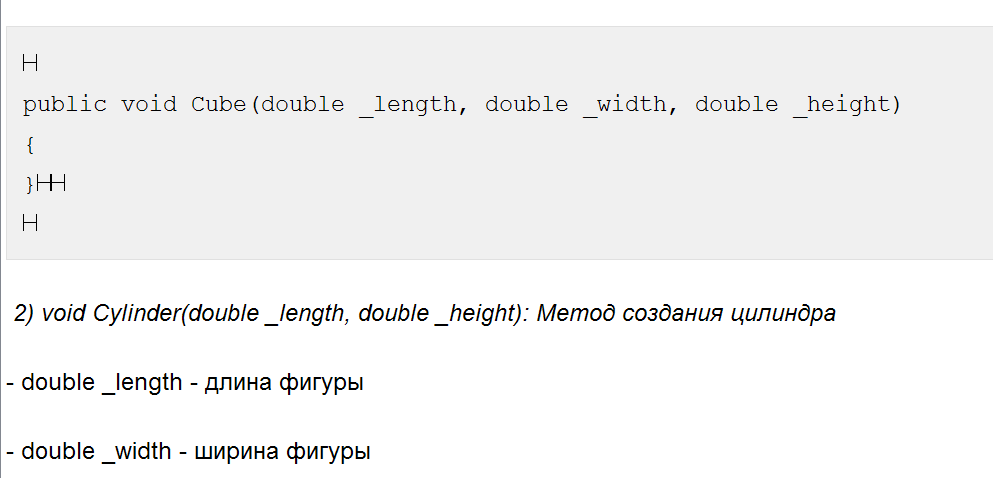 public void Cube(double _length, double _width, double _height)
{
}
2) void Cylinder(double _length, double _height): Метод создания цилиндра
- double _length - длина фигуры
- double _width - ширина фигуры